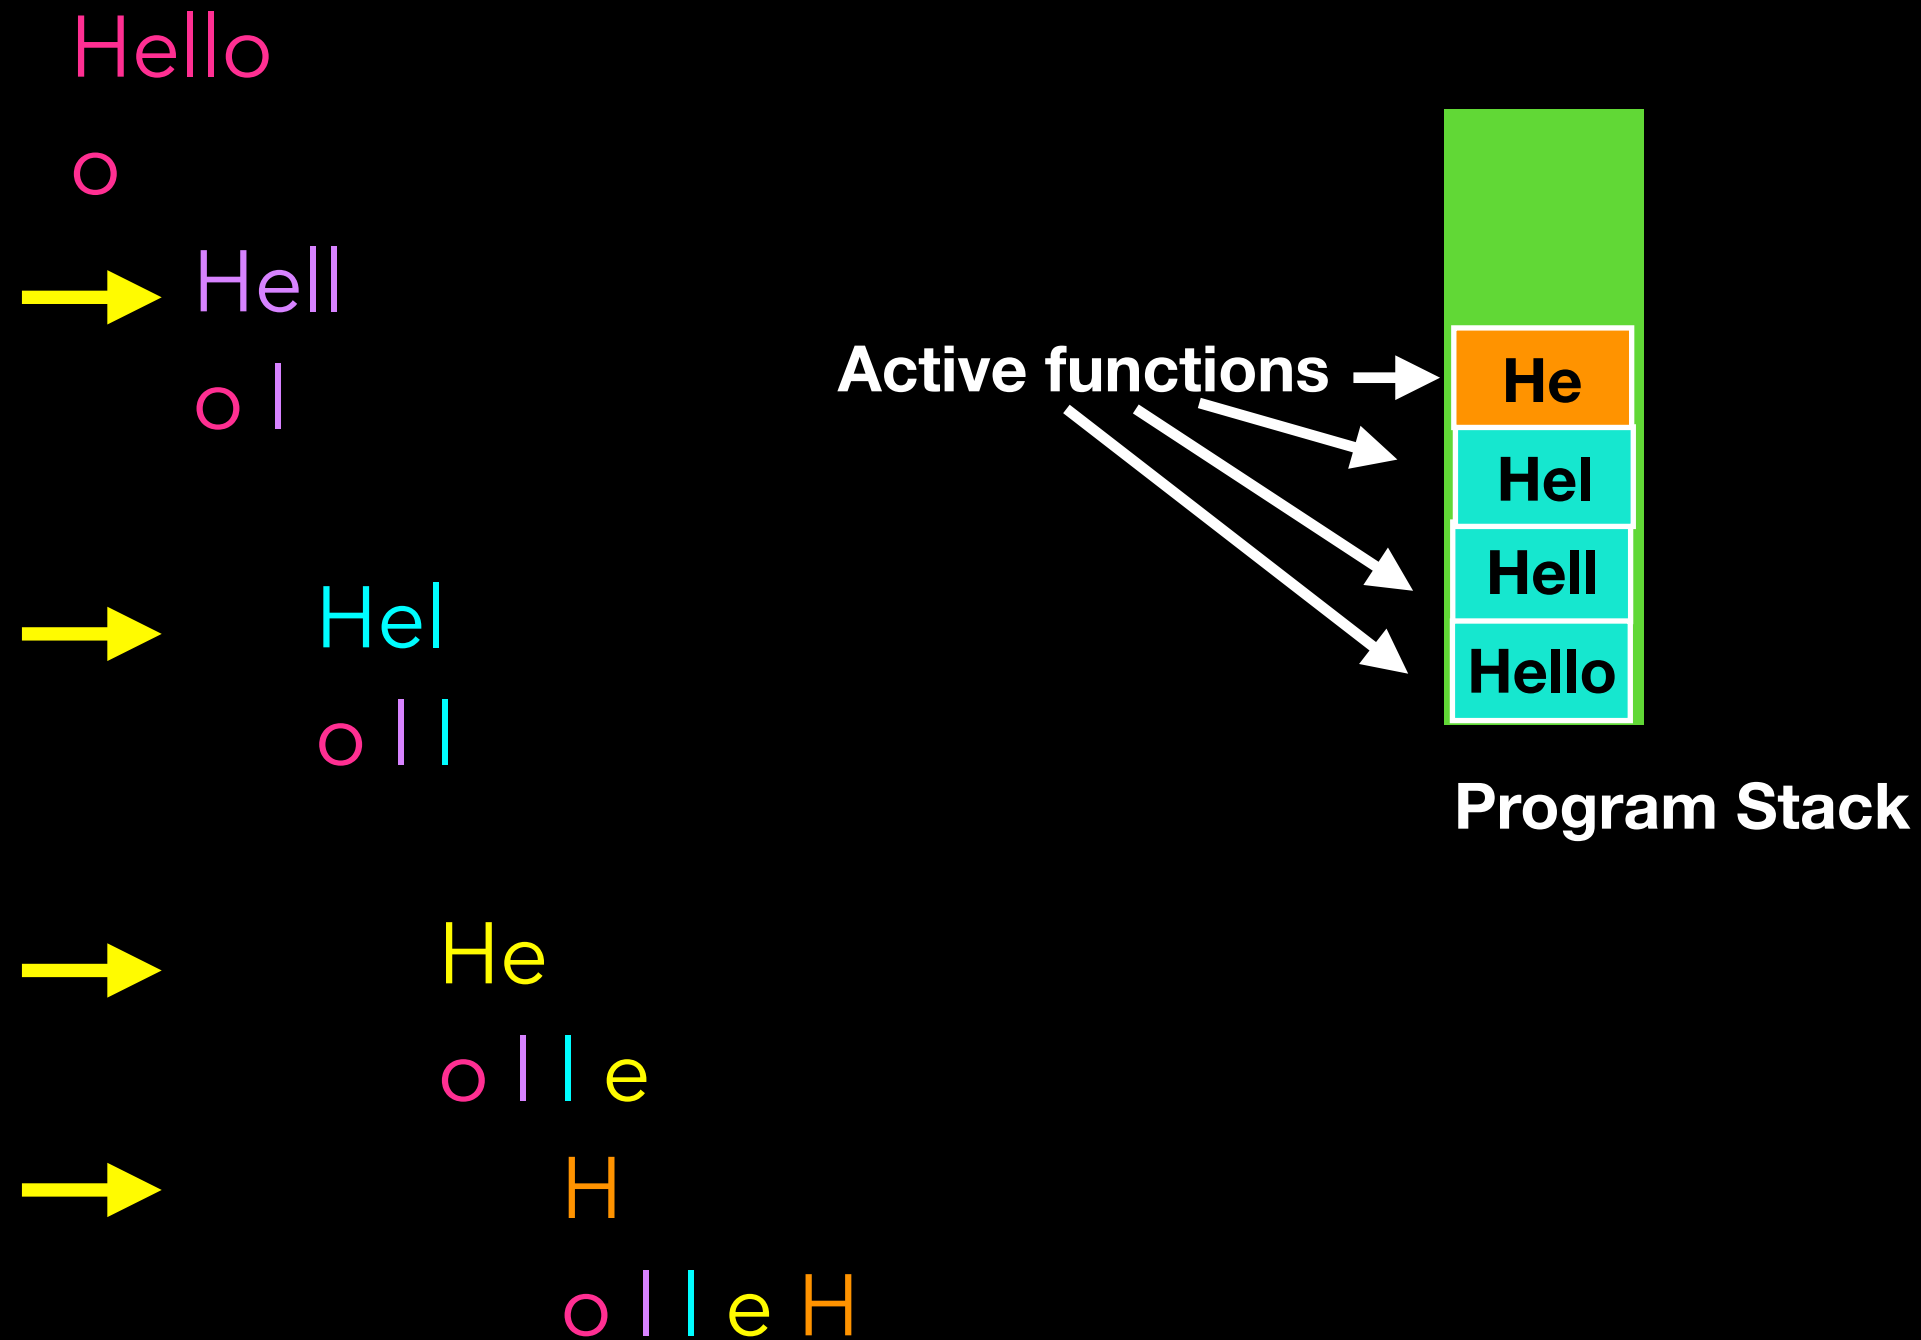 Hello
o
Hell
o l
Hel
o l l
He
o l l e
H
o l l e H
Active functions
He
Hel
Hell
Hello
Program Stack